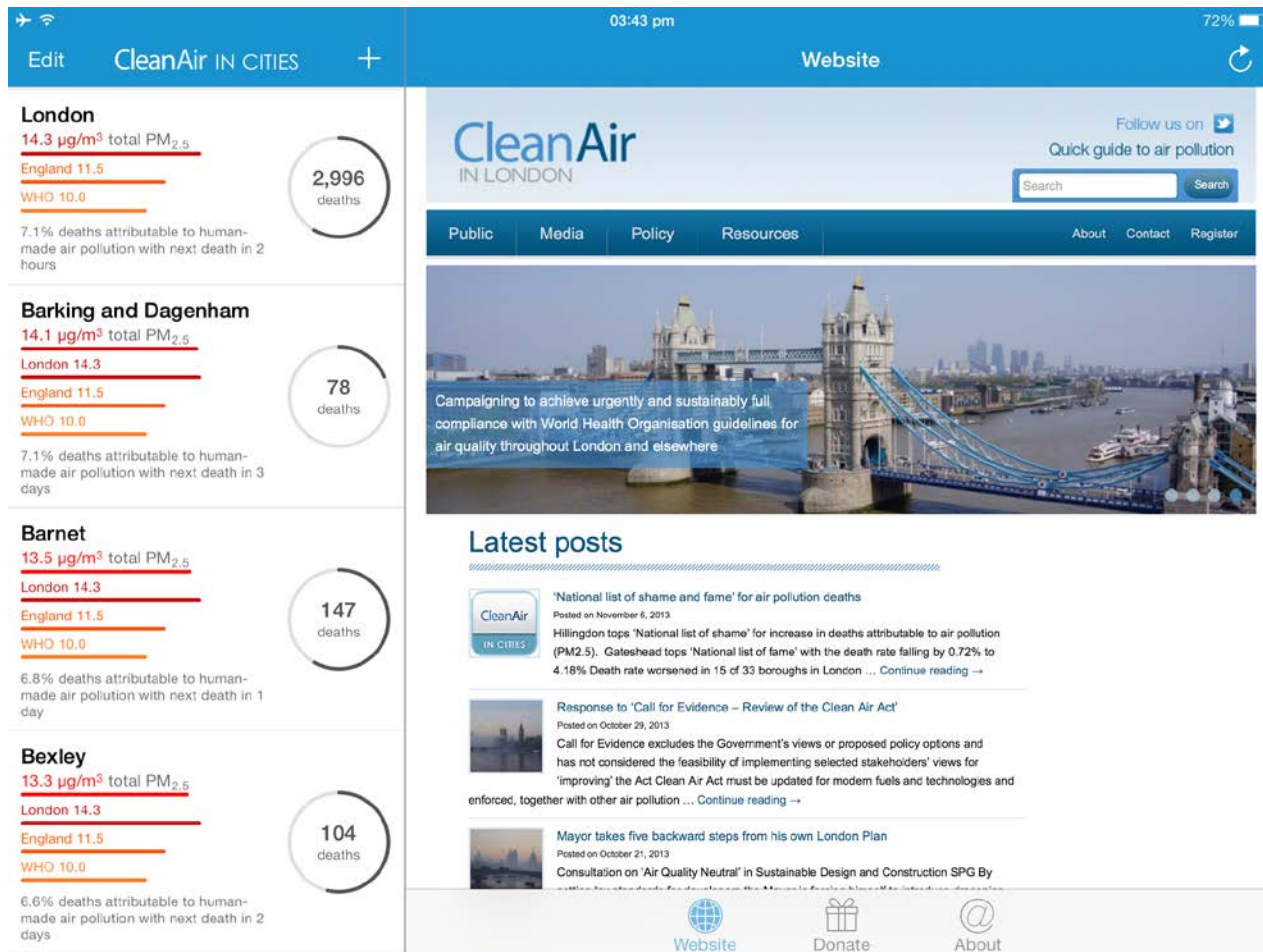 03:43 pm
72%
Edit
CleanAir IN CITIES
+
Website
London
14.3 µg/m³ total PM2.5
England 11.5
WHO 10.0
2,996
deaths
7.1% deaths attributable to human-
made air pollution with next death in 2
hours
Barking and Dagenham
14.1 µg/m³ total PM2.5
London 14.3
England 11.5
WHO 10.0
78
deaths
7.1% deaths attributable to human-
made air pollution with next death in 3
days
Barnet
13.5 µg/m³ total PM2.5
London 14.3
England 11.5
WHO 10.0
147
deaths
6.8% deaths attributable to human-
made air pollution with next death in 1
day
Bexley
13.3 µg/m³ total PM2.5
London 14.3
England 11.5
WHO 10.0
104
deaths
6.6% deaths attributable to human-
made air pollution with next death in 2
days
CleanAir
IN LONDON
Follow us on
Quick guide to air pollution
Search
Search
Public
Media
Policy
Resources
About
Contact
Register
Campaigning to achieve urgently and sustainably full
compliance with World Health Organisation guidelines for
air quality throughout London and elsewhere
Latest posts
CleanAir
IN CITIES
'National list of shame and fame' for air pollution deaths
Posted on November 6, 2013
Hillingdon tops 'National list of shame' for increase in deaths attributable to air pollution
(PM2.5). Gateshead tops 'National list of fame' with the death rate falling by 0.72% to
4.18% Death rate worsened in 15 of 33 boroughs in London … Continue reading →
Response to 'Call for Evidence – Review of the Clean Air Act'
Posted on October 29, 2013
Call for Evidence excludes the Government's views or proposed policy options and
has not considered the feasibility of implementing selected stakeholders' views for
'improving' the Act Clean Air Act must be updated for modern fuels and technologies and
enforced, together with other air pollution … Continue reading →
Mayor takes five backward steps from his own London Plan
Posted on October 21, 2013
Consultation on 'Air Quality Neutral' in Sustainable Design and Construction SPG By
Website
Donate
@
About